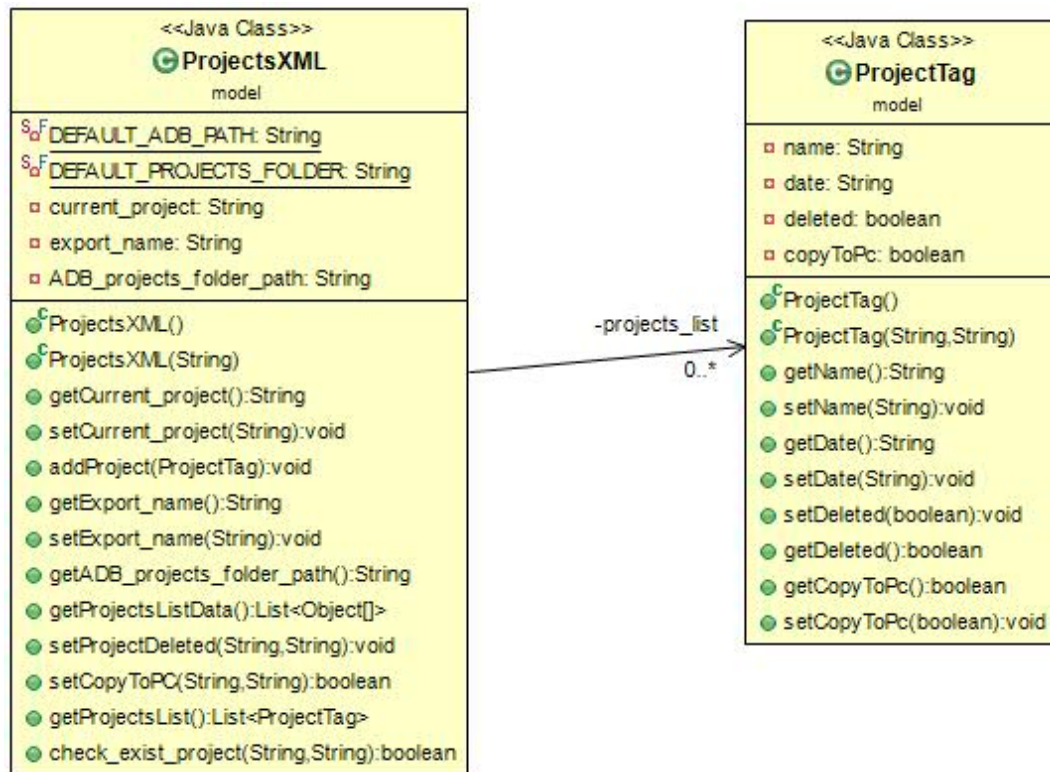 <<Java Class>>
C ProjectsXML
model
S F DEFAULT_ADB_PATH: String
S F DEFAULT_PROJECTS_FOLDER: String
current_project: String
export_name: String
ADB_projects_folder_path: String
C ProjectsXML()
C ProjectsXML(String)
getCurrent_project():String
setCurrent_project(String):void
addProject(ProjectTag):void
getExport_name():String
setExport_name(String):void
getADB_projects_folder_path():String
getProjectsListData():List<Object[]>
setProjectDeleted(String,String):void
setCopyToPC(String,String):boolean
getProjectsList():List<ProjectTag>
check_exist_project(String,String):boolean
-projects_list
0..*
<<Java Class>>
C ProjectTag
model
name: String
date: String
deleted: boolean
copyToPc: boolean
C ProjectTag()
C ProjectTag(String,String)
getName():String
setName(String):void
getDate():String
setDate(String):void
setDeleted(boolean):void
getDeleted():boolean
getCopyToPc():boolean
setCopyToPc(boolean):void